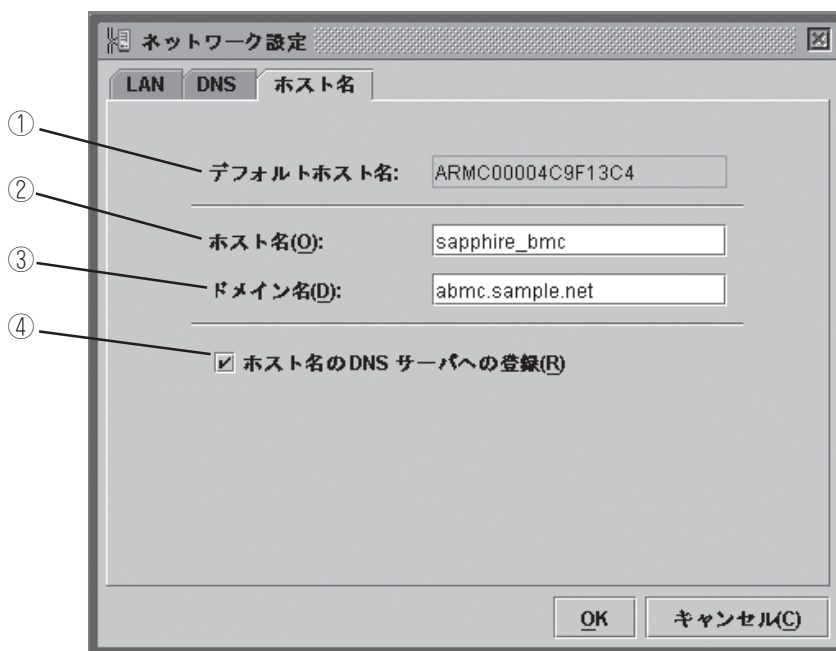 ネットワーク設定
LAN DNS ホスト名
① デフォルトホスト名: ARMC00004C9F13C4
② ホスト名(O): sapphire_bmc
③ ドメイン名(D): abmc.sample.net
④ ホスト名のDNS サーバへの登録(R)
OK キャンセル(C)